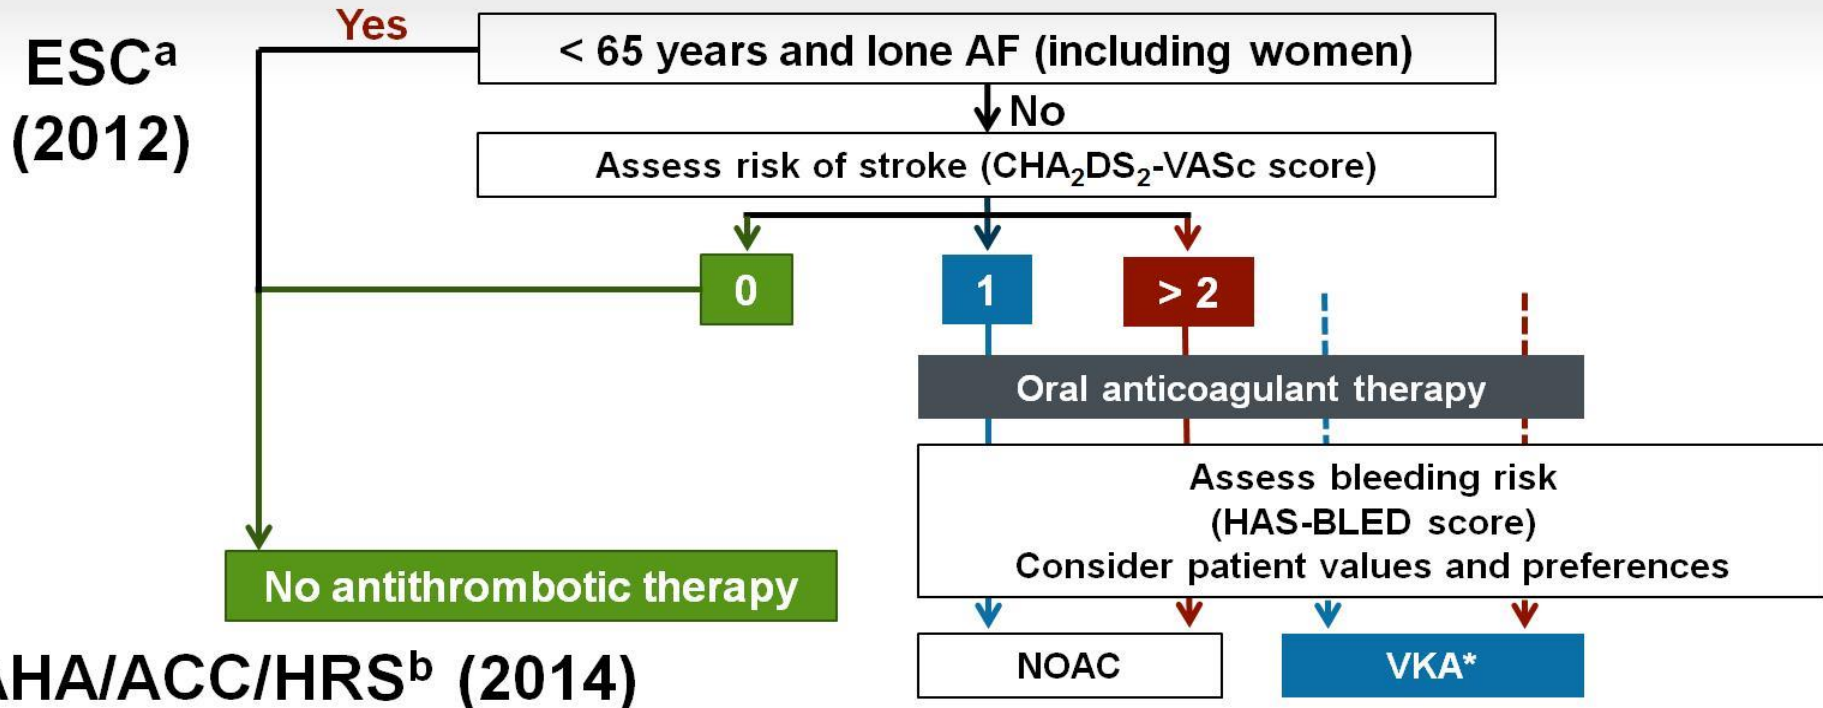 ESCᵃ
(2012)
Yes
< 65 years and lone AF (including women)
No
Assess risk of stroke (CHA₂DS₂-VASc score)
0
1
> 2
Oral anticoagulant therapy
Assess bleeding risk
(HAS-BLED score)
Consider patient values and preferences
No antithrombotic therapy
NOAC
VKA*
AHA/ACC/HRSᵇ (2014)